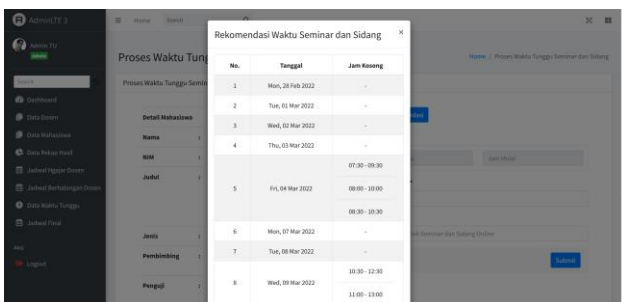 AdminLTE 3
Home
Search
Rekomendasi Waktu Seminar dan Sidang
×
Admin TU
Proses Waktu Tung
Home / Proses Waktu Tunggu Seminar dan Sidang
Search
Proses Waktu Tunggu Semin
Dashboard
Data Dosen
Data Mahasiswa
Data Rekap Hasil
Jadwal Ngajar Dosen
Jadwal Berhalangan Dosen
Data Waktu Tunggu
Jadwal Final
Logout
Detail Mahasiswa
Nama :
NIM :
Judul :
Jenis :
Pembimbing :
Penguji :
No. Tanggal Jam Kosong
1 Mon, 28 Feb 2022 -
2 Tue, 01 Mar 2022 -
3 Wed, 02 Mar 2022 -
4 Thu, 03 Mar 2022 -
07:30 - 09:30
5 Fri, 04 Mar 2022 08:00 - 10:00
08:30 - 10:30
6 Mon, 07 Mar 2022 -
7 Tue, 08 Mar 2022 -
10:30 - 12:30
8 Wed, 09 Mar 2022
11:00 - 13:00
Jam Mulai
Seminar dan Sidang Online
Submit